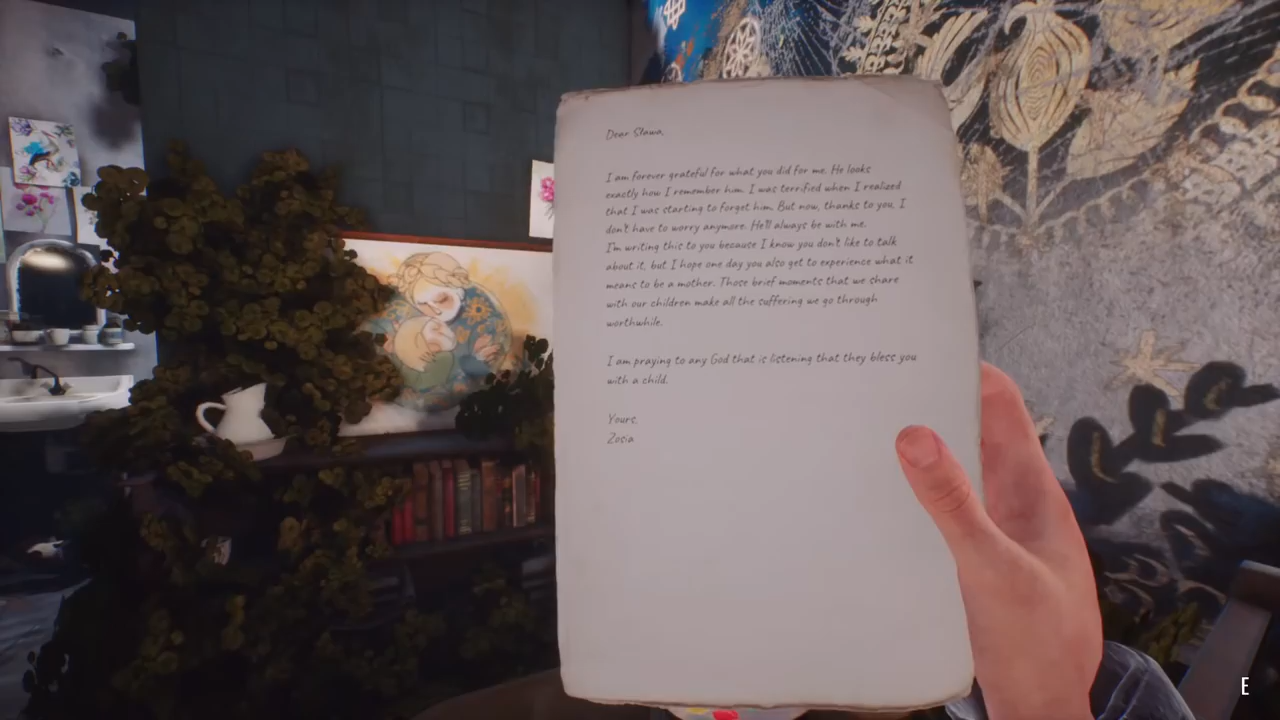 Dear Slawa,
I am forever grateful for what you did for me. He looks
exactly how I remember him. I was terrified when I realized
that I was starting to forget him. But now, thanks to you, I
don't have to worry anymore. He'll always be with me.
I'm writing this to you because I know you don't like to talk
about it, but I hope one day you also get to experience what it
means to be a mother. Those brief moments that we share
with our children make all the suffering we go through
worthwhile.
I am praying to any God that is listening that they bless you
with a child.
Yours,
Zosia
E